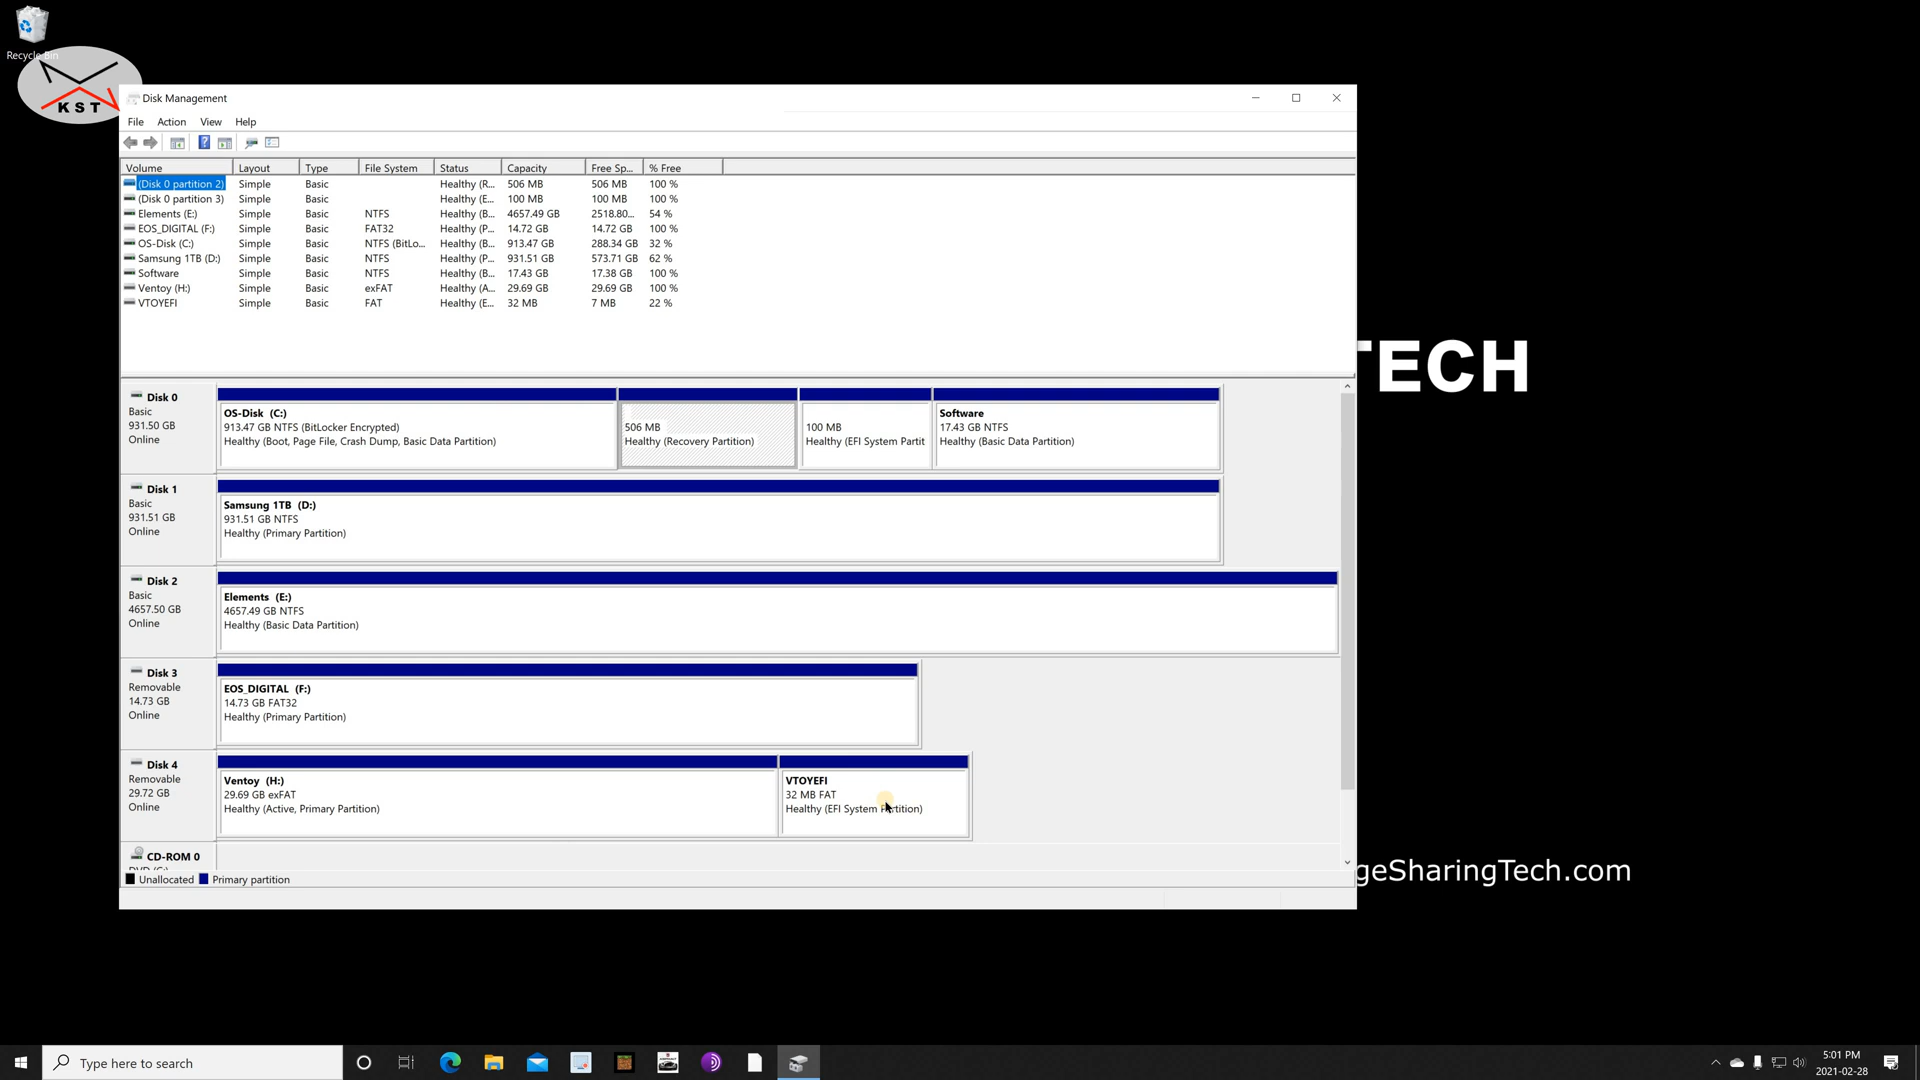 Recycle Bin
KST
Disk Management
File Action View Help
Volume Layout Type File System Status Capacity Free Sp... % Free
(Disk 0 partition 2) Simple Basic Healthy (R... 506 MB 506 MB 100 %
(Disk 0 partition 3) Simple Basic Healthy (E... 100 MB 100 MB 100 %
Elements (E:) Simple Basic NTFS Healthy (B... 4657.49 GB 2518.80... 54 %
EOS_DIGITAL (F:) Simple Basic FAT32 Healthy (P... 14.72 GB 14.72 GB 100 %
OS-Disk (C:) Simple Basic NTFS (BitLo... Healthy (B... 913.47 GB 288.34 GB 32 %
Samsung 1TB (D:) Simple Basic NTFS Healthy (P... 931.51 GB 573.71 GB 62 %
Software Simple Basic NTFS Healthy (B... 17.43 GB 17.38 GB 100 %
Ventoy (H:) Simple Basic exFAT Healthy (A... 29.69 GB 29.69 GB 100 %
VTOYEFI Simple Basic FAT Healthy (E... 32 MB 7 MB 22 %
TECH
Disk 0
Basic
931.50 GB
Online
OS-Disk (C:)
913.47 GB NTFS (BitLocker Encrypted)
Healthy (Boot, Page File, Crash Dump, Basic Data Partition)
506 MB
Healthy (Recovery Partition)
100 MB
Healthy (EFI System Partit
Software
17.43 GB NTFS
Healthy (Basic Data Partition)
Disk 1
Basic
931.51 GB
Online
Samsung 1TB (D:)
931.51 GB NTFS
Healthy (Primary Partition)
Disk 2
Basic
4657.50 GB
Online
Elements (E:)
4657.49 GB NTFS
Healthy (Basic Data Partition)
Disk 3
Removable
14.73 GB
Online
EOS_DIGITAL (F:)
14.73 GB FAT32
Healthy (Primary Partition)
Disk 4
Removable
29.72 GB
Online
Ventoy (H:)
29.69 GB exFAT
Healthy (Active, Primary Partition)
VTOYEFI
32 MB FAT
Healthy (EFI System Partition)
CD-ROM 0
Unallocated Primary partition
geSharingTech.com
Type here to search
5:01 PM
2021-02-28